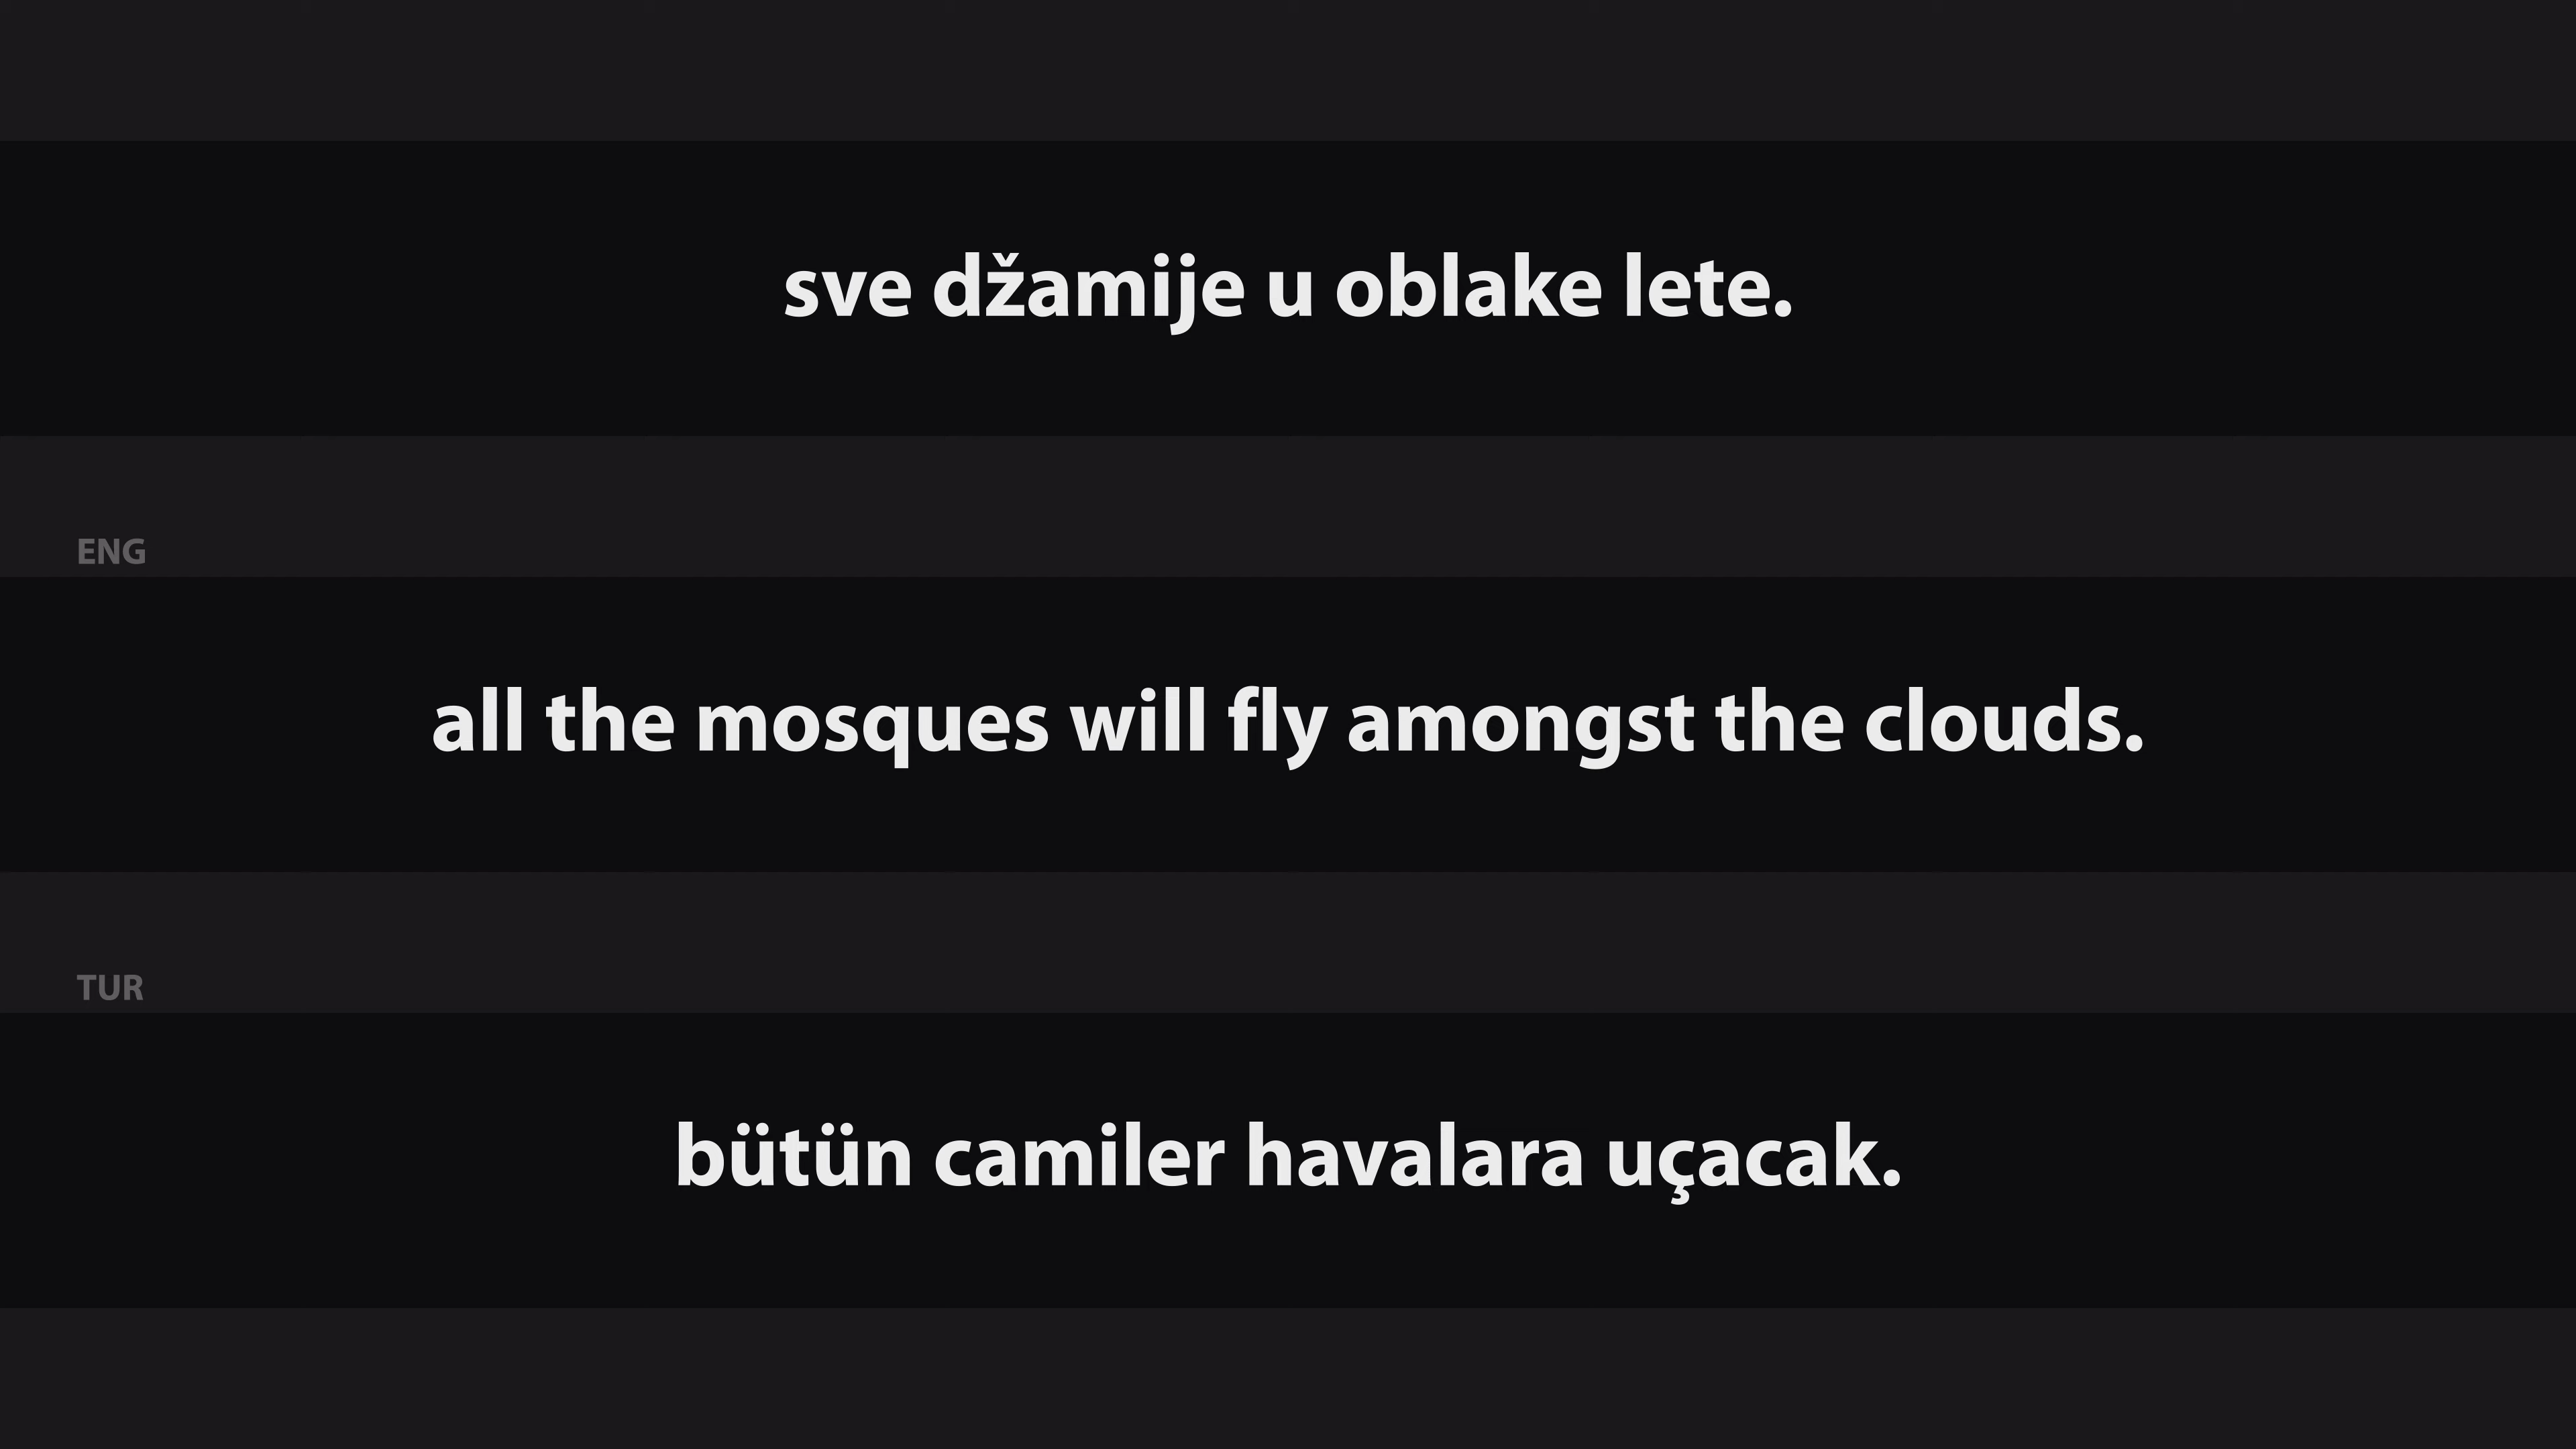 sve džamije u oblake lete.
ENG
all the mosques will fly amongst the clouds.
TUR
bütün camiler havalara uçacak.